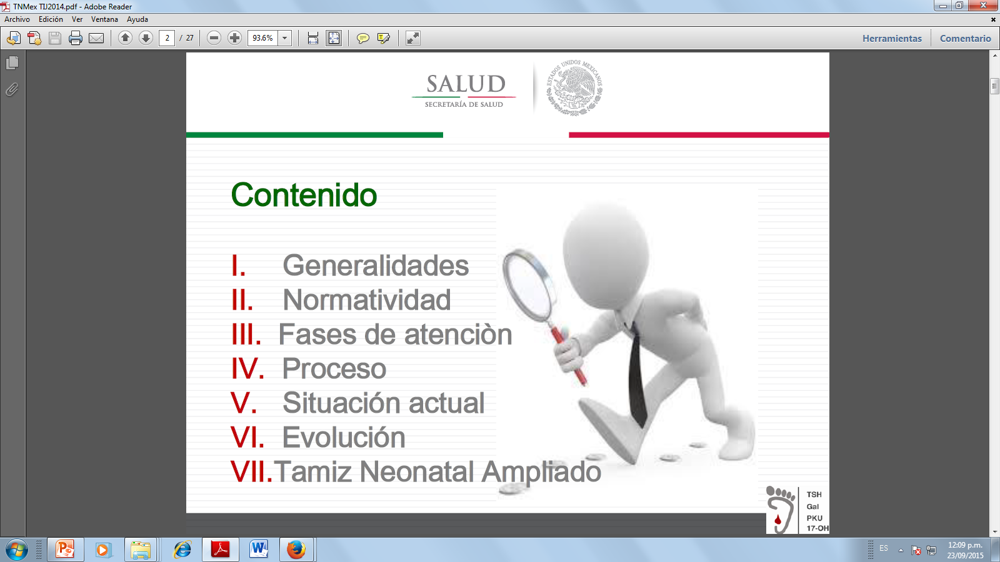 TNMex TIJ2014.pdf - Adobe Reader
Archivo Edición Ver Ventana Ayuda
2 / 27 93.6% Herramientas Comentario
SALUD
SECRETARÍA DE SALUD
ESTADOS UNIDOS MEXICANOS
Contenido
I. Generalidades
II. Normatividad
III. Fases de atenciòn
IV. Proceso
V. Situación actual
VI. Evolución
VII.Tamiz Neonatal Ampliado
TSH
Gal
PKU
17-OH
ES
12:09 p.m.
23/09/2015